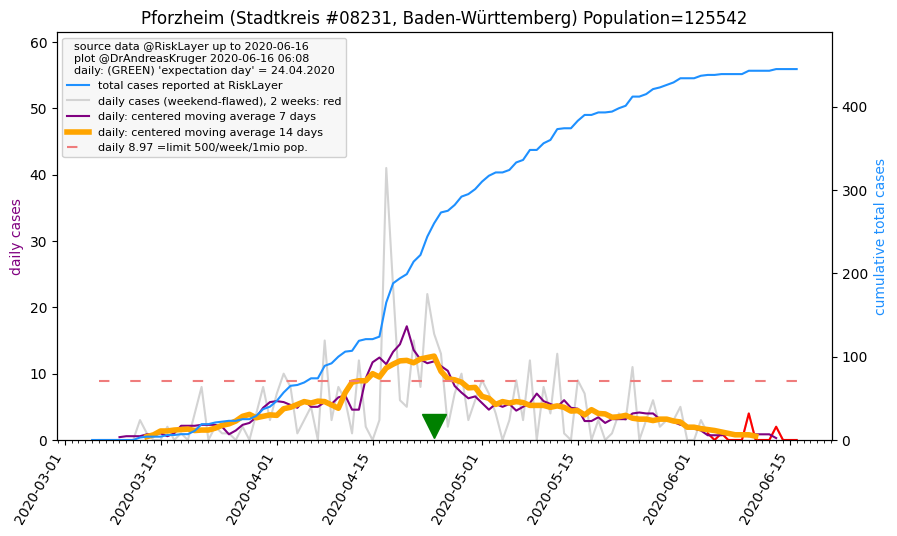 Pforzheim (Stadtkreis #08231, Baden-Württemberg) Population=125542
source data @RiskLayer up to 2020-06-16
plot @DrAndreasKruger 2020-06-16 06:08
daily: (GREEN) 'expectation day' = 24.04.2020
total cases reported at RiskLayer
daily cases (weekend-flawed), 2 weeks: red
daily: centered moving average 7 days
daily: centered moving average 14 days
daily 8.97 =limit 500/week/1mio pop.
daily cases
60
50
40
30
20
10
0
cumulative total cases
400
300
200
100
0
2020-03-01
2020-03-15
2020-04-01
2020-04-15
2020-05-01
2020-05-15
2020-06-01
2020-06-15